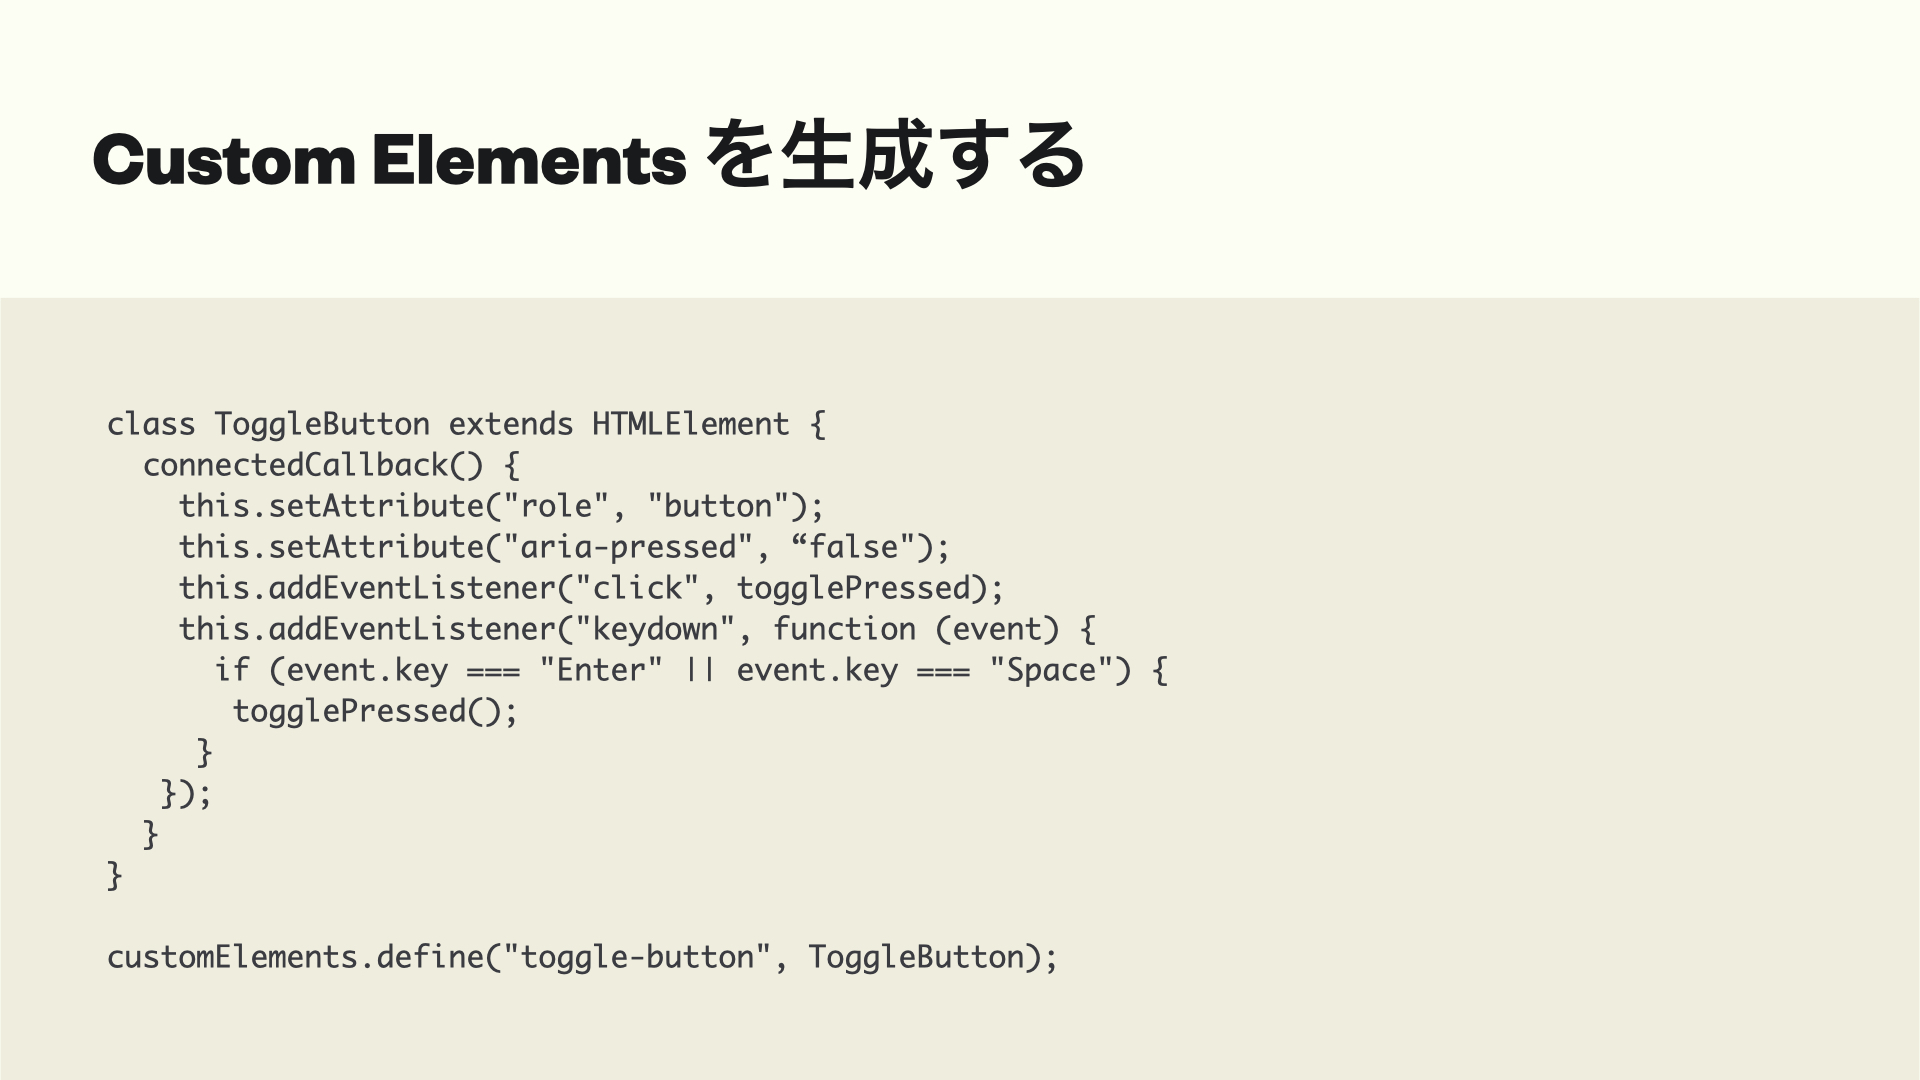 Custom Elements を生成する
class ToggleButton extends HTMLElement {
  connectedCallback() {
    this.setAttribute("role", "button");
    this.setAttribute("aria-pressed", “false");
    this.addEventListener("click", togglePressed);
    this.addEventListener("keydown", function (event) {
      if (event.key === "Enter" || event.key === "Space") {
       togglePressed();
     }
   });
  }
}
customElements.define("toggle-button", ToggleButton);